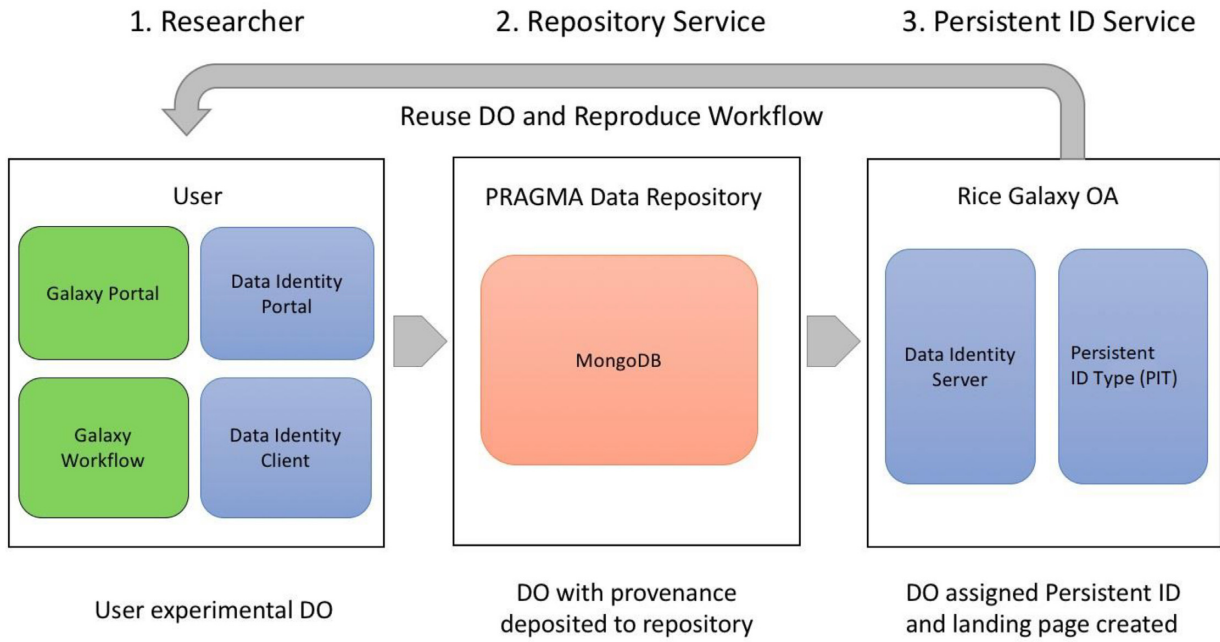 1. Researcher
2. Repository Service
3. Persistent ID Service
Reuse DO and Reproduce Workflow
User
Galaxy Portal
Data Identity
Portal
Galaxy
Workflow
Data Identity
Client
PRAGMA Data Repository
MongoDB
Rice Galaxy OA
Data Identity
Server
Persistent
ID Type (PIT)
User experimental DO
DO with provenance
deposited to repository
DO assigned Persistent ID
and landing page created